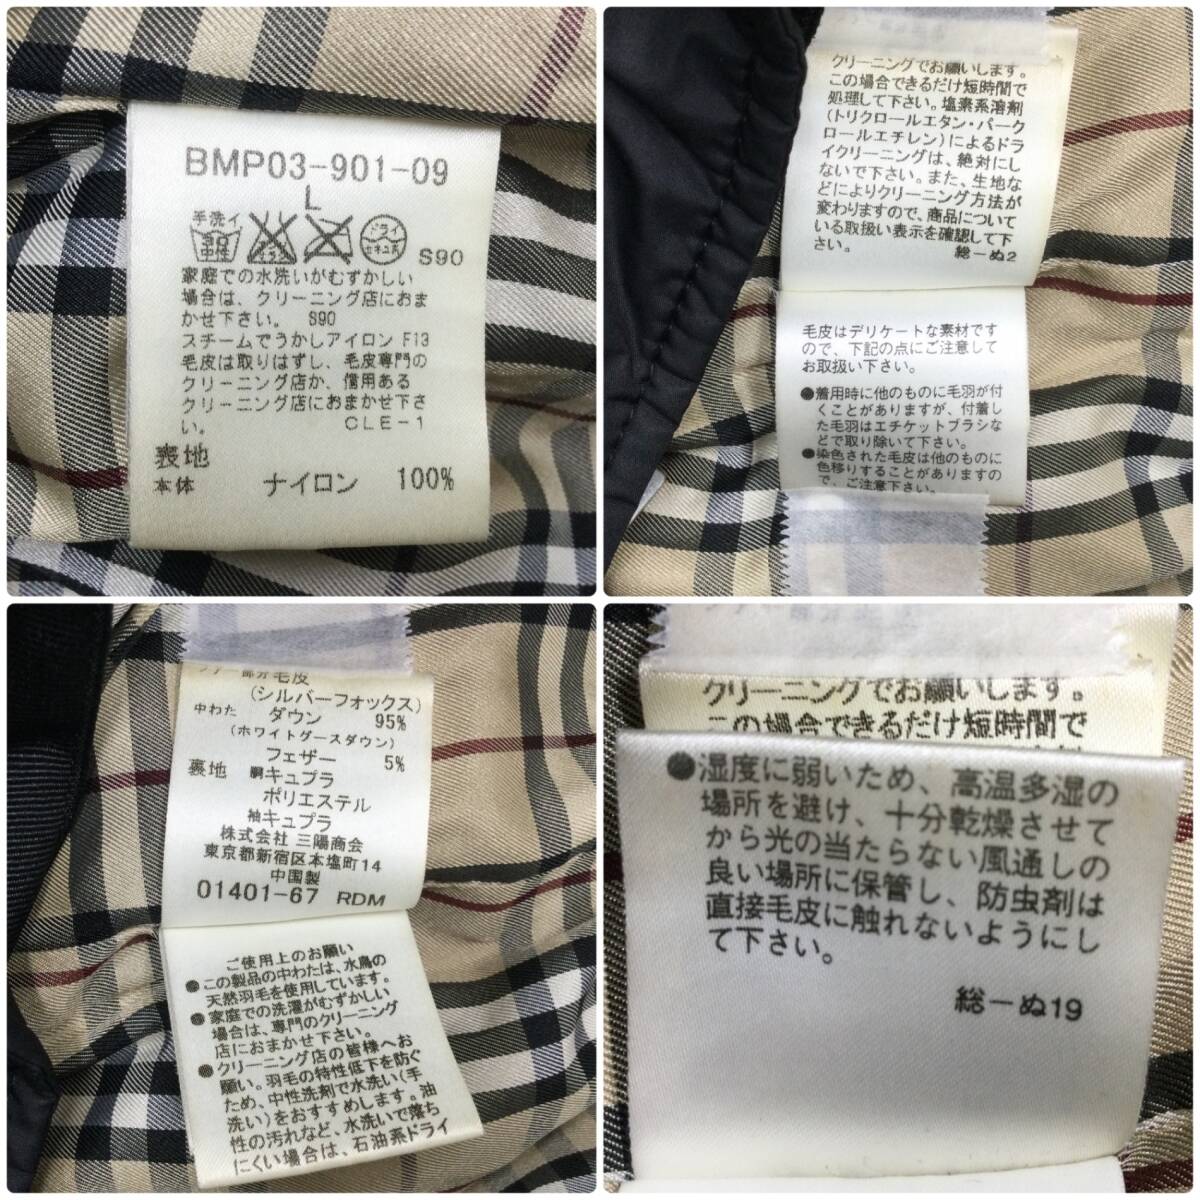 BMP03-901-09
L
手洗イ
30
中性
エンソ
サラシ
ドライ
セキユ系
S90
家庭での水洗いがむずかしい
場合は、クリーニング店におま
かせ下さい。 S90
スチームでうかしアイロン F13
毛皮は取りはずし、毛皮専門の
クリーニング店か、信用ある
クリーニング店におまかせ下さ
い。 CLE-1
表地
本体 ナイロン 100%
クリーニングでお願いします。
この場合できるだけ短時間で
処理して下さい。塩素系溶剤
(トリクロールエタン・パーク
ロールエチレン)によるドラ
イクリーニングは、絶対にし
ないで下さい。また、生地な
どによりクリーニング方法が
変わりますので、商品について
いる取扱い表示を確認して下
さい。 総ーぬ2
毛皮はデリケートな素材です
ので、下記の点にご注意して
お取扱い下さい。
●着用時に他のものに毛羽が付
くことがありますが、付着し
た毛羽はエチケットブラシな
どで取り除いて下さい。
●染色された毛皮は他のものに
色移りすることがありますの
で、ご注意下さい。
ファー部分毛皮
(シルバーフォックス)
中わた ダウン 95%
(ホワイトグースダウン)
フェザー 5%
裏地 胴キュプラ
ポリエステル
袖キュプラ
株式会社 三陽商会
東京都新宿区本塩町14
中国製
01401-67 RDM
ご使用上のお願い
●この製品の中わたは、水鳥の
天然羽毛を使用しています。
●家庭での洗濯がむずかしい
場合は、専門のクリーニング
店におまかせ下さい。
●クリーニング店の皆様へお
願い。羽毛の特性低下を防ぐ
ため、中性洗剤で水洗い(手
洗い)をおすすめします。油
性の汚れなど、水洗いで落ち
にくい場合は、石油系ドライ
クリーニングでお願いします。
この場合できるだけ短時間で
●湿度に弱いため、高温多湿の
場所を避け、十分乾燥させて
から光の当たらない風通しの
良い場所に保管し、防虫剤は
直接毛皮に触れないようにし
て下さい。
総ーぬ19